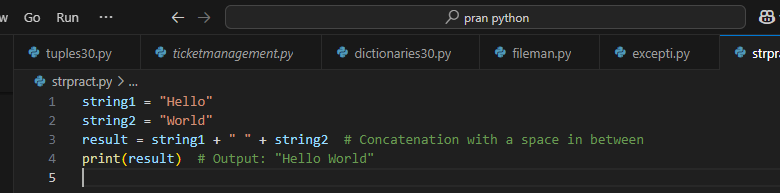 w Go Run ··· ← → pran python
tuples30.py ticketmanagement.py dictionaries30.py fileman.py excepti.py
strpract.py > ...
1 string1 = "Hello"
2 string2 = "World"
3 result = string1 + " " + string2  # Concatenation with a space in between
4 print(result)  # Output: "Hello World"
5